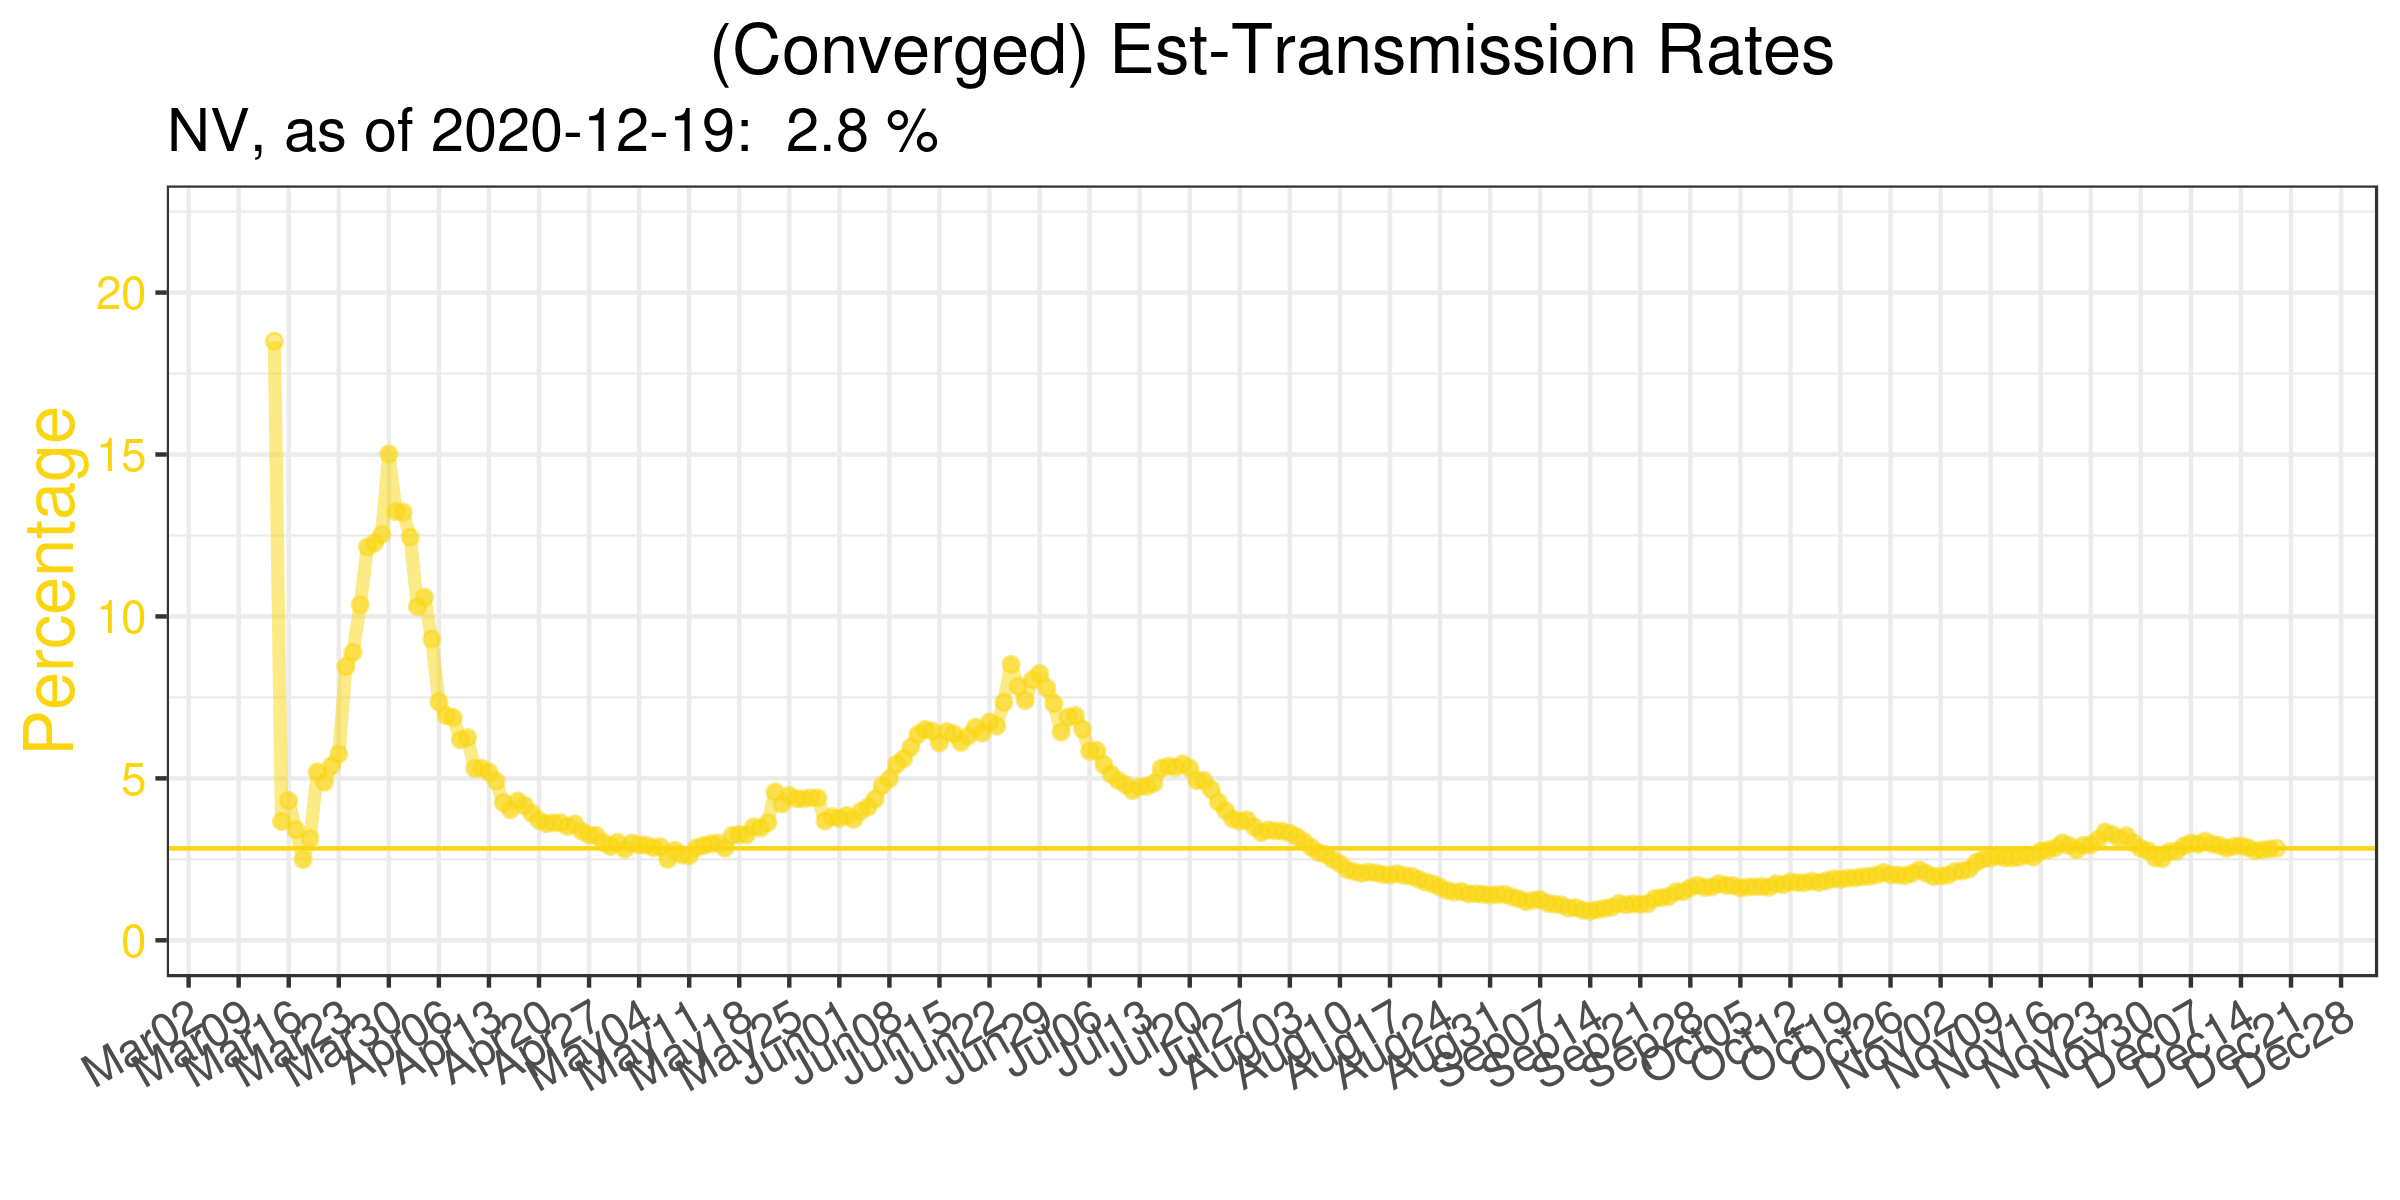 (Converged) Est-Transmission Rates
NV, as of 2020-12-19:  2.8 %
Percentage
20
15
10
5
0
Mar02
Mar09
Mar16
Mar23
Mar30
Apr06
Apr13
Apr20
Apr27
May04
May11
May18
May25
Jun01
Jun08
Jun15
Jun22
Jun29
Jul06
Jul13
Jul20
Jul27
Aug03
Aug10
Aug17
Aug24
Aug31
Sep07
Sep14
Sep21
Sep28
Oct05
Oct12
Oct19
Oct26
Nov02
Nov09
Nov16
Nov23
Nov30
Dec07
Dec14
Dec21
Dec28